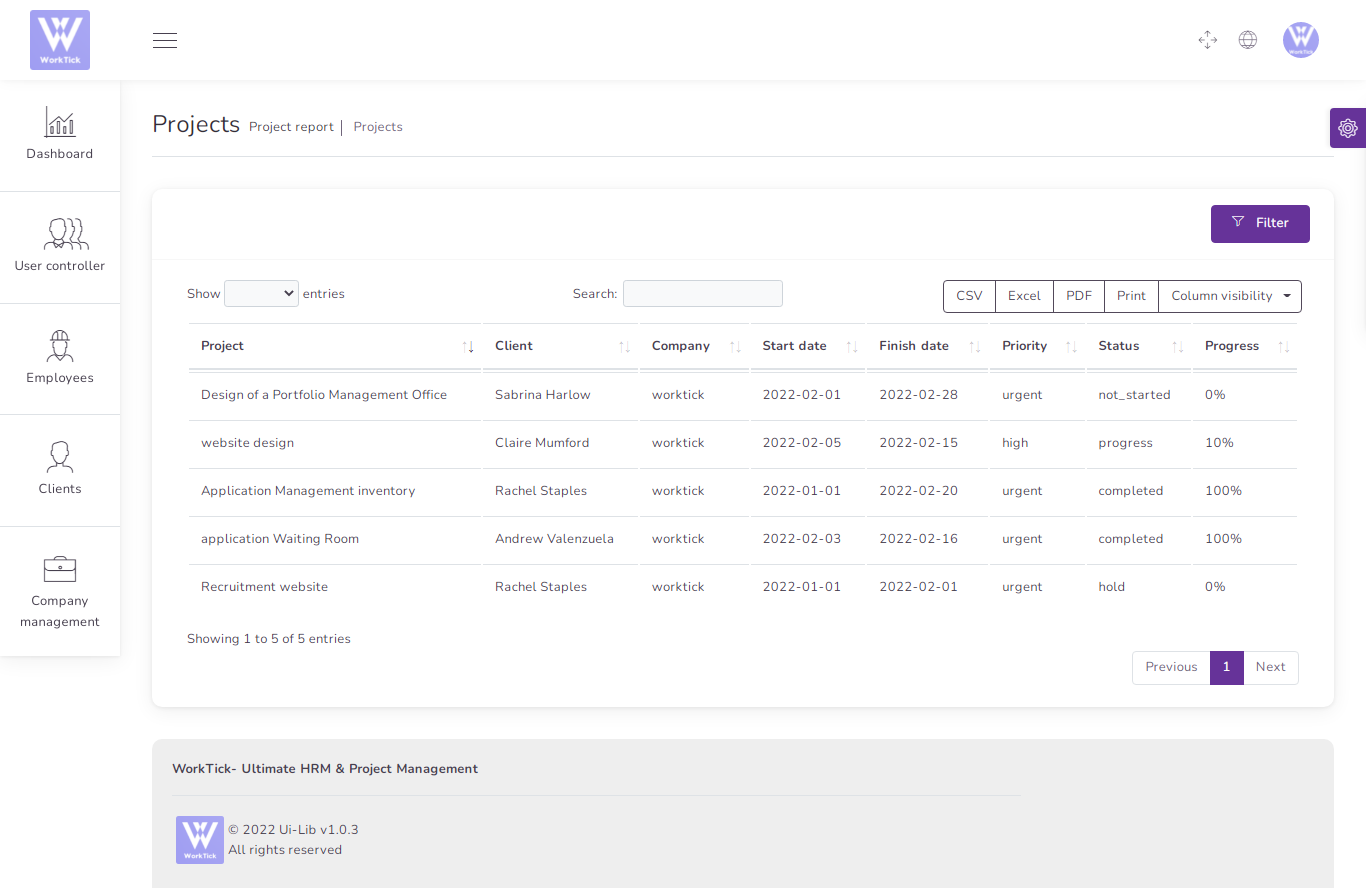 WorkTick
WorkTick
Dashboard
User controller
Employees
Clients
Company
management
Projects Project report | Projects
Filter
Show entries Search: CSV Excel PDF Print Column visibility
Project Client Company Start date Finish date Priority Status Progress
Design of a Portfolio Management Office Sabrina Harlow worktick 2022-02-01 2022-02-28 urgent not_started 0%
website design Claire Mumford worktick 2022-02-05 2022-02-15 high progress 10%
Application Management inventory Rachel Staples worktick 2022-01-01 2022-02-20 urgent completed 100%
application Waiting Room Andrew Valenzuela worktick 2022-02-03 2022-02-16 urgent completed 100%
Recruitment website Rachel Staples worktick 2022-01-01 2022-02-01 urgent hold 0%
Showing 1 to 5 of 5 entries
Previous 1 Next
WorkTick- Ultimate HRM & Project Management
WorkTick
© 2022 Ui-Lib v1.0.3
All rights reserved